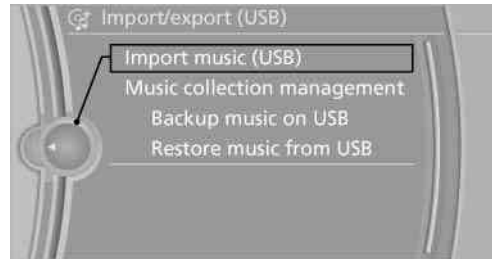 Import/export (USB)
Import music (USB)
Music collection management
Backup music on USB
Restore music from USB